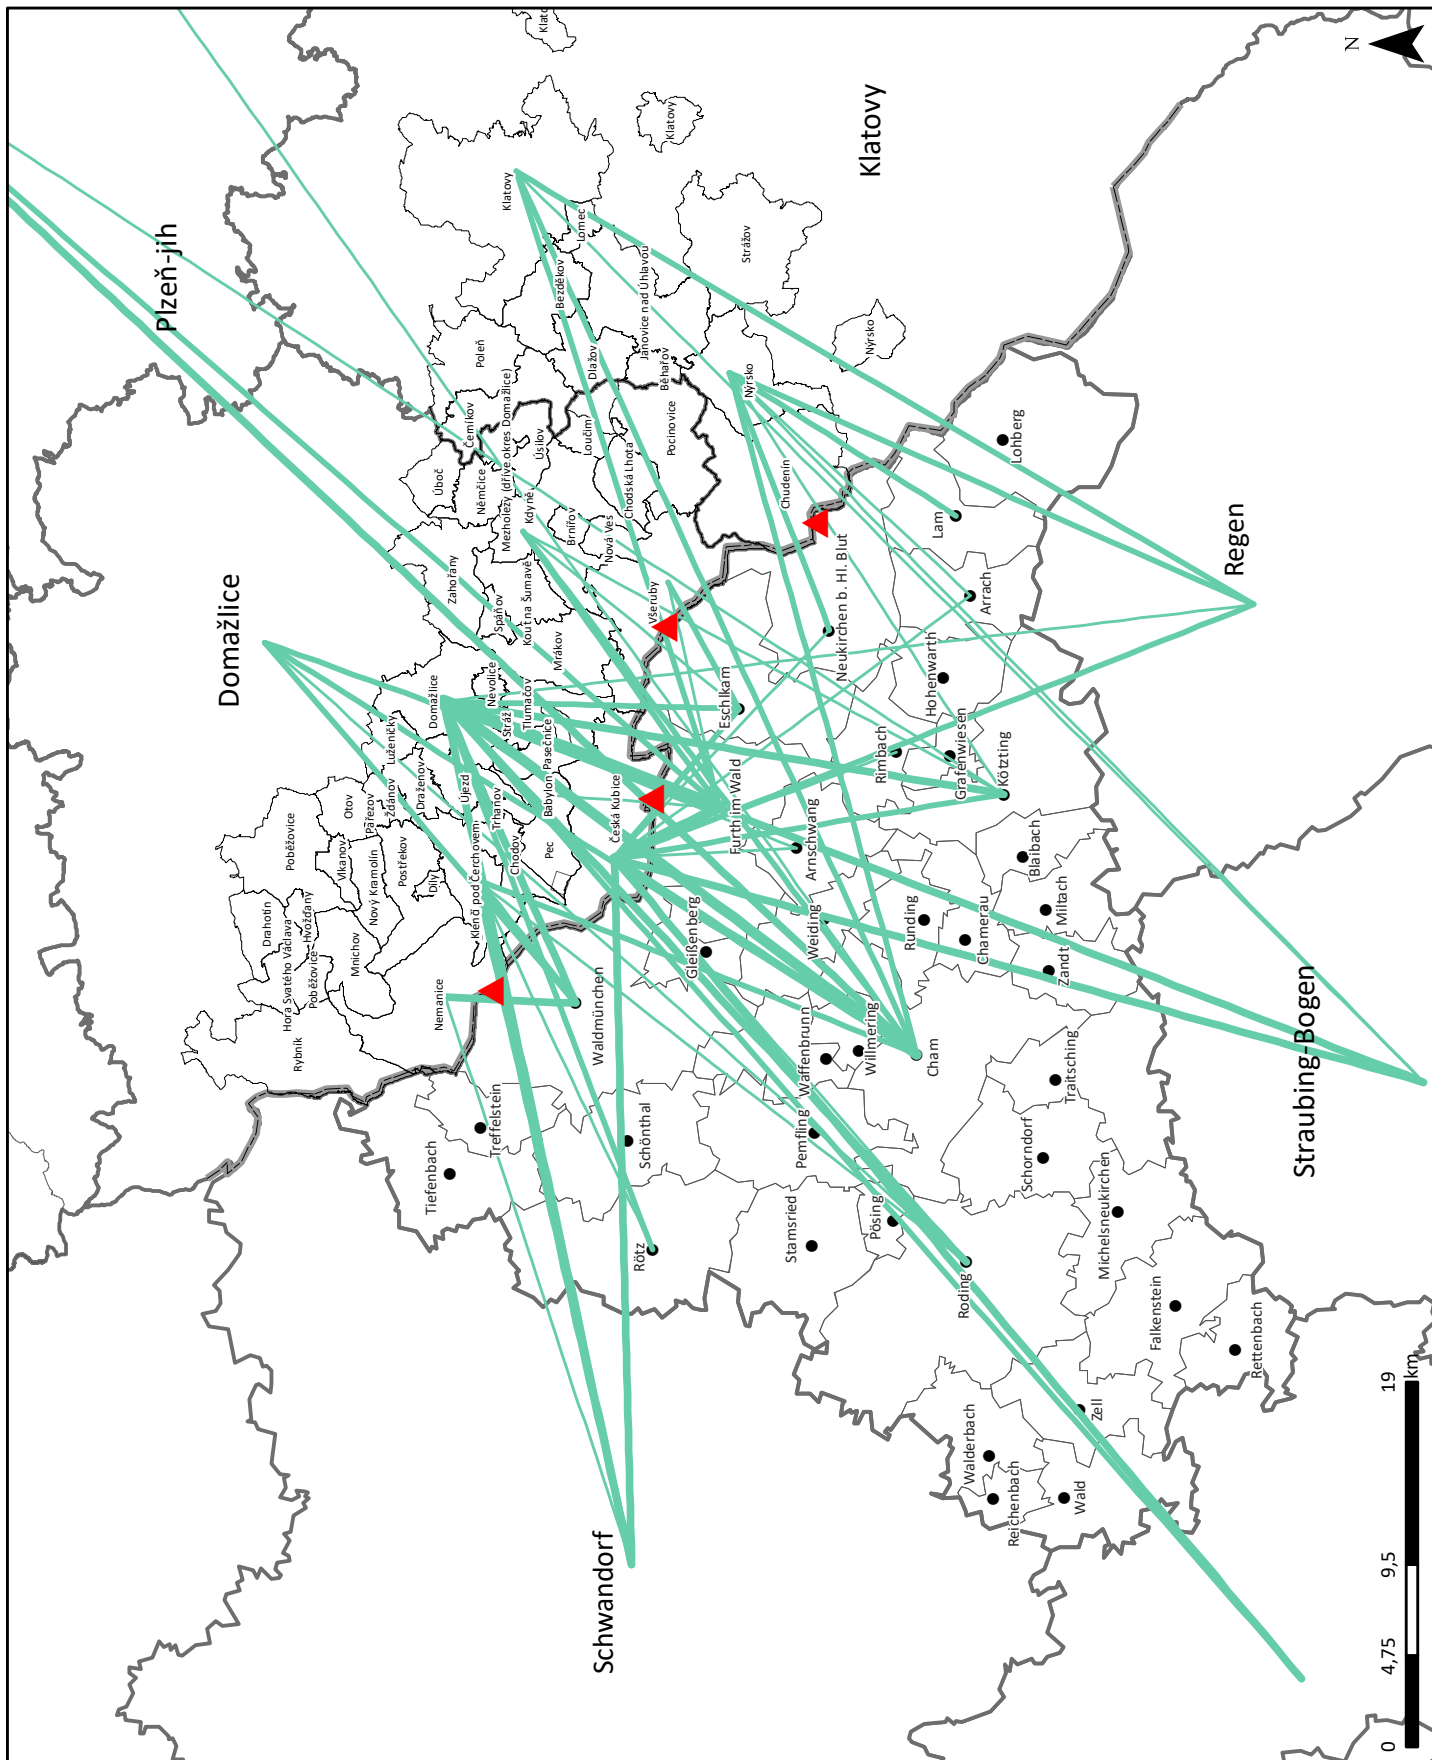 Plzeň-jih
Domažlice
Klatovy
Regen
Straubing-Bogen
Schwandorf
N
Klatovy
Klatovy
Lomec
Bezděkov
Janovice nad Úhlavou
Strážov
Poleň
Dlažov
Běhařov
Nýrsko
Nýrsko
Černíkov
Mezholezy (dříve okres Domažlice)
Úsilov
Loučim
Pocinovice
Chodská Lhota
Úboč
Němčice
Kdyně
Brnířov
Nová Ves
Chudenín
Zahořany
Spáňov
Kout na Šumavě
Všeruby
Mrákov
Domažlice
Nevolice
Stráž
Tlumačov
Pasečnice
Babylon
Luženičky
Draženov
Újezd
Trhanov
Česká Kubice
Pec
Chodov
Klenčí pod Čerchovem
Ždánov
Pařezov
Otov
Postřekov
Díly
Nový Kramolín
Vlkanov
Poběžovice
Drahotín
Hvožďany
Hora Svatého Václava
Poběžovice
Mnichov
Nemanice
Rybník
Lohberg
Lam
Arrach
Neukirchen b. Hl. Blut
Hohenwarth
Eschlkam
Grafenwiesen
Rimbach
Kötzting
Furth im Wald
Arnschwang
Blaibach
Miltach
Chamerau
Runding
Zandt
Weiding
Gleißenberg
Waldmünchen
Willmering
Waffenbrunn
Cham
Traitsching
Schorndorf
Pemfling
Schönthal
Treffelstein
Tiefenbach
Rötz
Stamsried
Pösing
Roding
Michelsneukirchen
Falkenstein
Rettenbach
Zell
Walderbach
Reichenbach
Wald
0 4,75 9,5 19
km